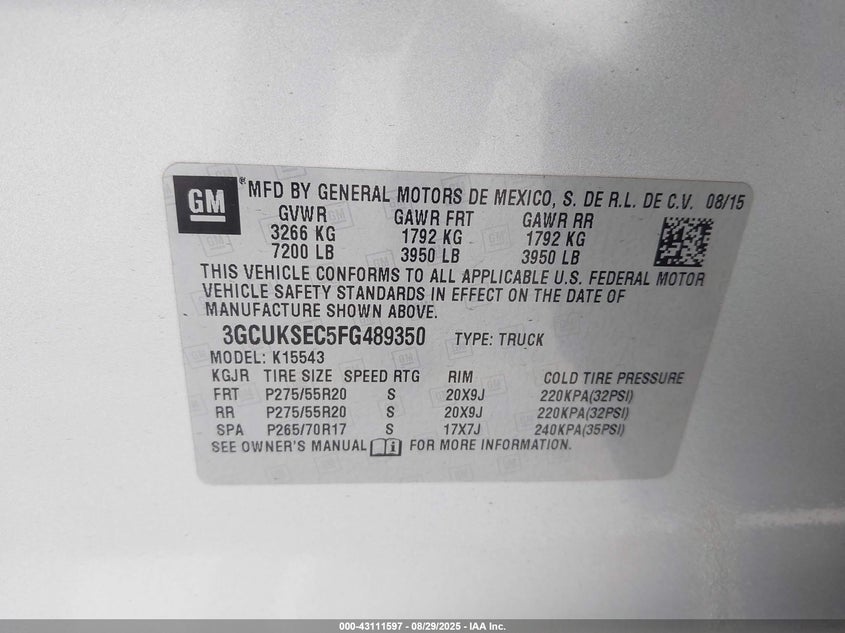 GM ® MFD BY GENERAL MOTORS DE MEXICO, S. DE R.L. DE C.V. 08/15
GVWR GAWR FRT GAWR RR
3266 KG 1792 KG 1792 KG
7200 LB 3950 LB 3950 LB
THIS VEHICLE CONFORMS TO ALL APPLICABLE U.S. FEDERAL MOTOR
VEHICLE SAFETY STANDARDS IN EFFECT ON THE DATE OF
MANUFACTURE SHOWN ABOVE.
3GCUKSEC5FG489350 TYPE: TRUCK
MODEL: K15543
KGJR TIRE SIZE SPEED RTG RIM COLD TIRE PRESSURE
FRT P275/55R20 S 20X9J 220KPA(32PSI)
RR P275/55R20 S 20X9J 220KPA(32PSI)
SPA P265/70R17 S 17X7J 240KPA(35PSI)
SEE OWNER'S MANUAL i FOR MORE INFORMATION.
000-43111597 - 08/29/2025 - IAA Inc.